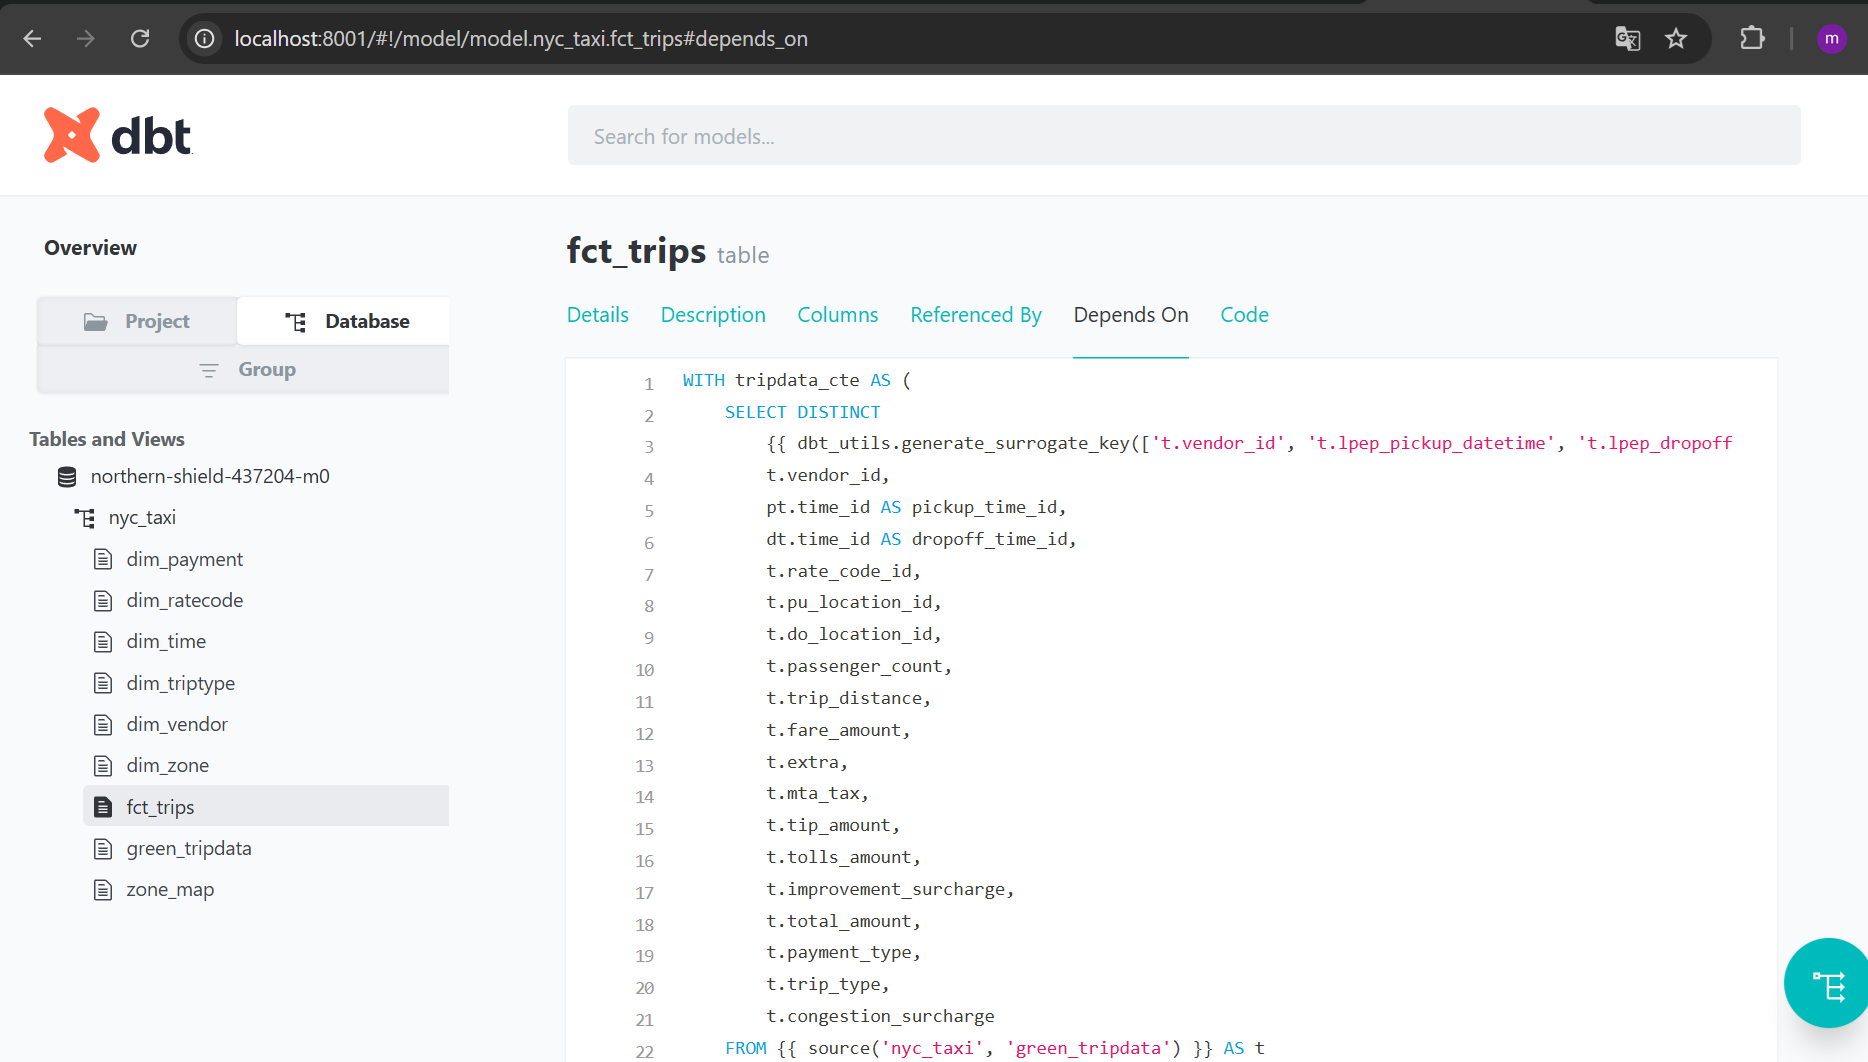 localhost:8001/#!/model/model.nyc_taxi.fct_trips#depends_on
m
dbt
Search for models...
Overview
Project
Database
Group
Tables and Views
northern-shield-437204-m0
nyc_taxi
dim_payment
dim_ratecode
dim_time
dim_triptype
dim_vendor
dim_zone
fct_trips
green_tripdata
zone_map
fct_trips table
Details Description Columns Referenced By Depends On Code
1 WITH tripdata_cte AS (
2 SELECT DISTINCT
3 {{ dbt_utils.generate_surrogate_key(['t.vendor_id', 't.lpep_pickup_datetime', 't.lpep_dropoff
4 t.vendor_id,
5 pt.time_id AS pickup_time_id,
6 dt.time_id AS dropoff_time_id,
7 t.rate_code_id,
8 t.pu_location_id,
9 t.do_location_id,
10 t.passenger_count,
11 t.trip_distance,
12 t.fare_amount,
13 t.extra,
14 t.mta_tax,
15 t.tip_amount,
16 t.tolls_amount,
17 t.improvement_surcharge,
18 t.total_amount,
19 t.payment_type,
20 t.trip_type,
21 t.congestion_surcharge
22 FROM {{ source('nyc_taxi', 'green_tripdata') }} AS t